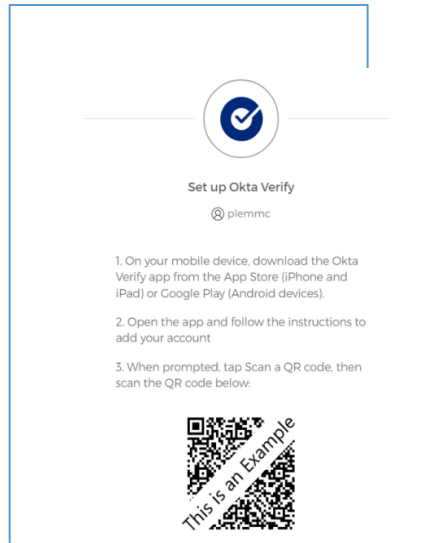 Set up Okta Verify
plemmc
1. On your mobile device, download the Okta
Verify app from the App Store (iPhone and
iPad) or Google Play (Android devices).
2. Open the app and follow the instructions to
add your account
3. When prompted, tap Scan a QR code, then
scan the QR code below:
This is an Example